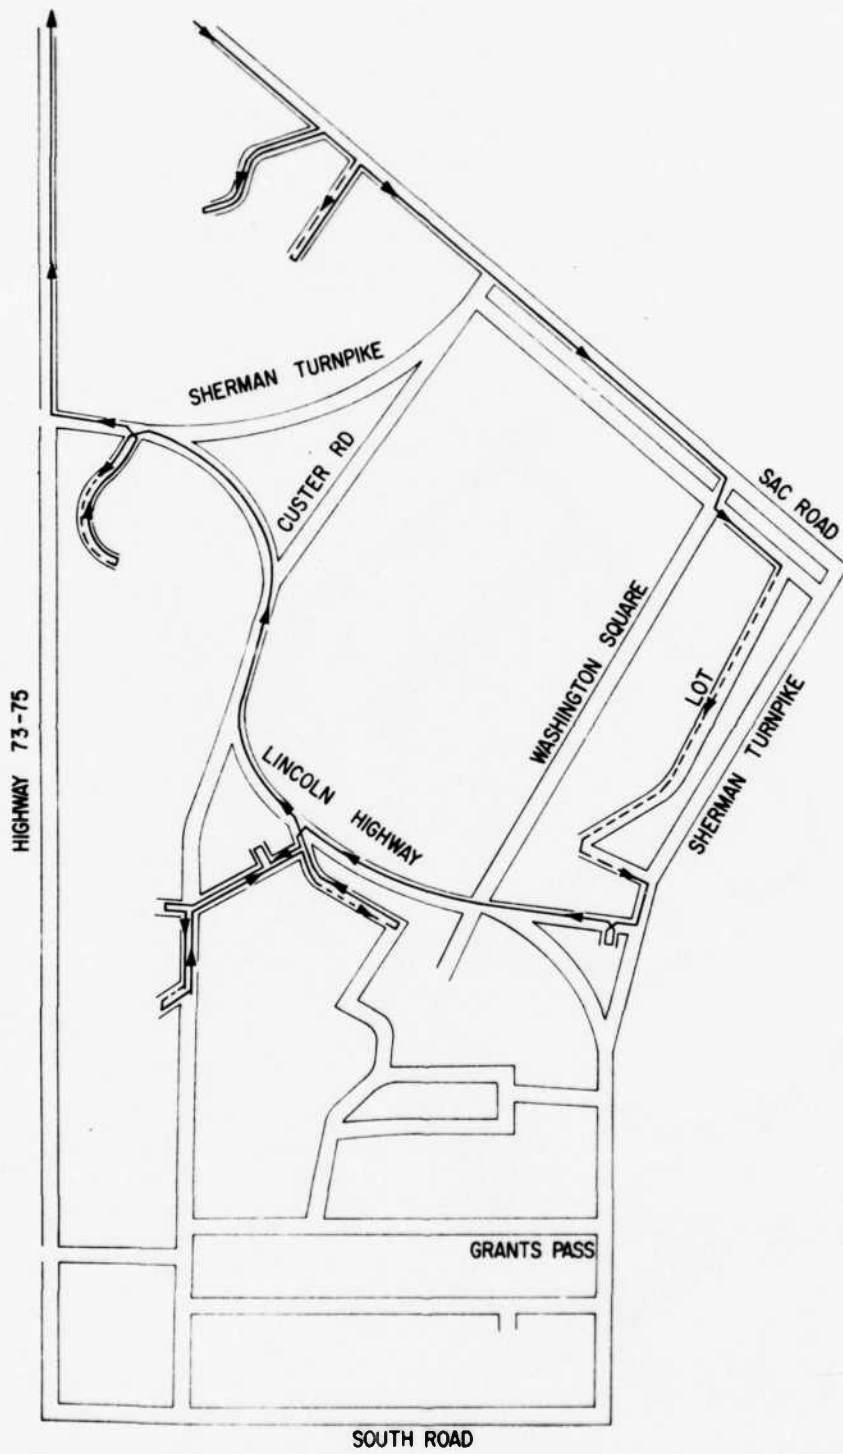 SHERMAN TURNPIKE
CUSTER RD
SAC ROAD
WASHINGTON SQUARE
LOT
SHERMAN TURNPIKE
HIGHWAY 73-75
LINCOLN HIGHWAY
GRANTS PASS
SOUTH ROAD